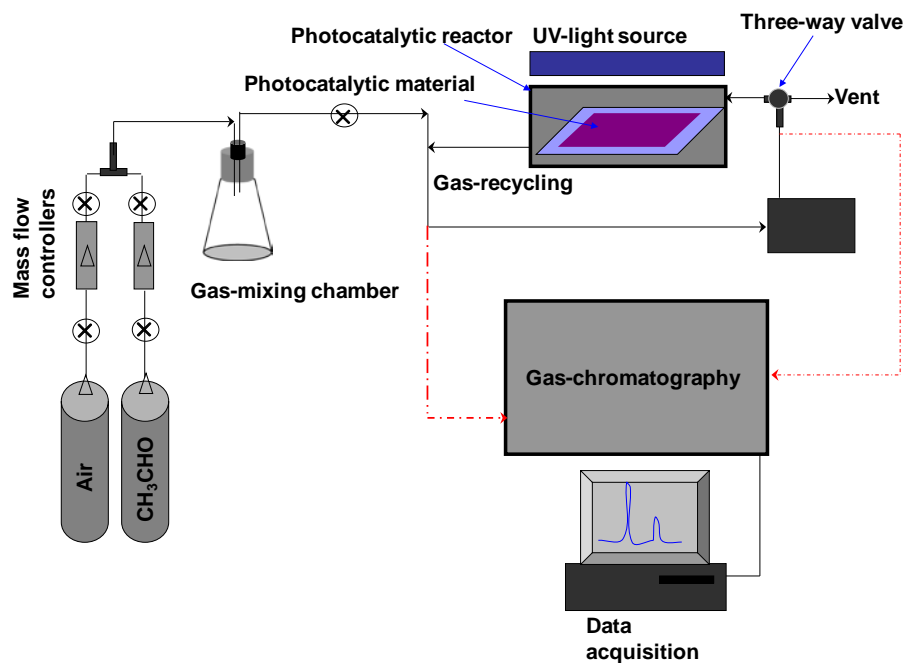 Three-way valve
Photocatalytic reactor
UV-light source
Photocatalytic material
Vent
Gas-recycling
Mass flow
controllers
Gas-mixing chamber
Gas-chromatography
Air
CH₃CHO
Data
acquisition